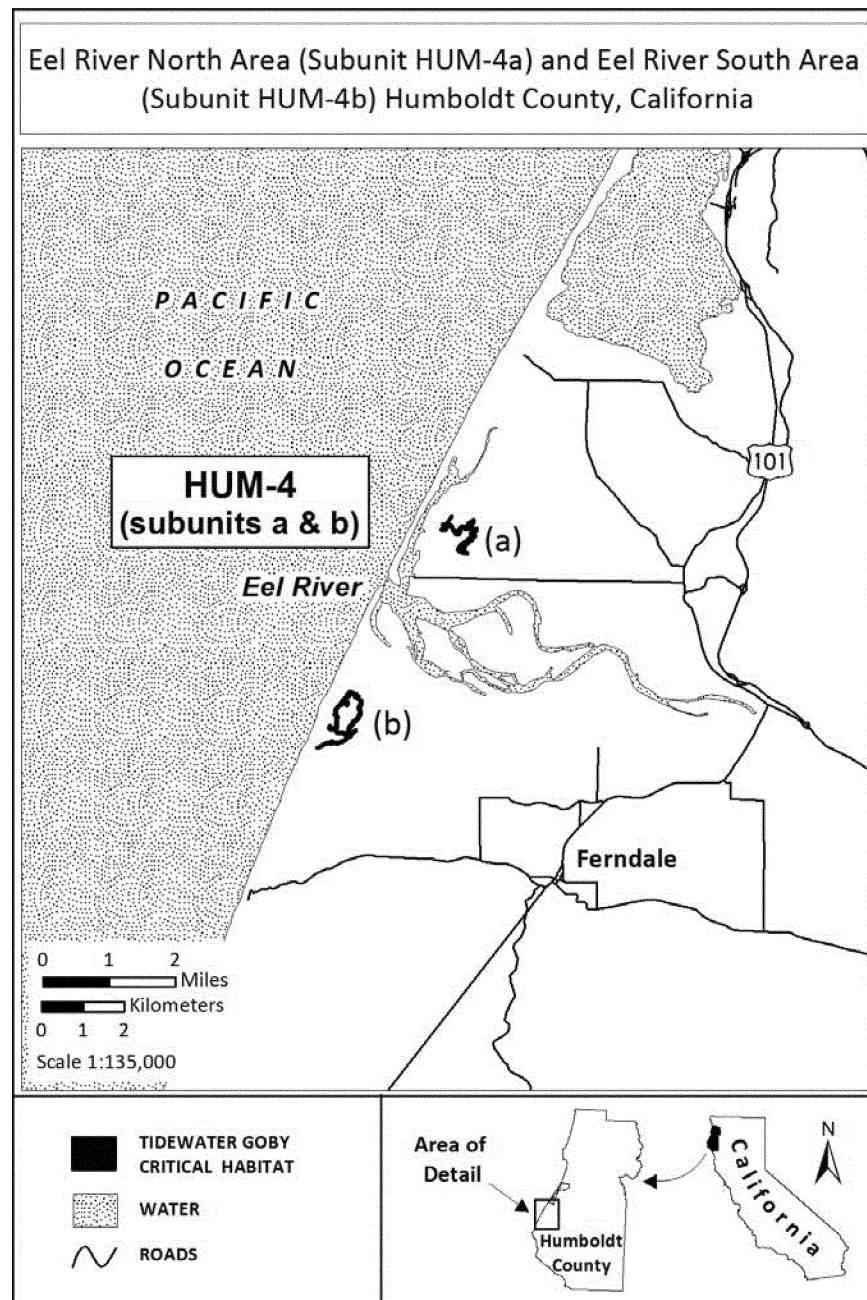 Eel River North Area (Subunit HUM-4a) and Eel River South Area
(Subunit HUM-4b) Humboldt County, California
PACIFIC
OCEAN
101
HUM-4
(subunits a & b)
(a)
Eel River
(b)
Ferndale
0 1 2
Miles
Kilometers
0 1 2
Scale 1:135,000
TIDEWATER GOBY
CRITICAL HABITAT
WATER
ROADS
Area of
Detail
Humboldt
County
California
N